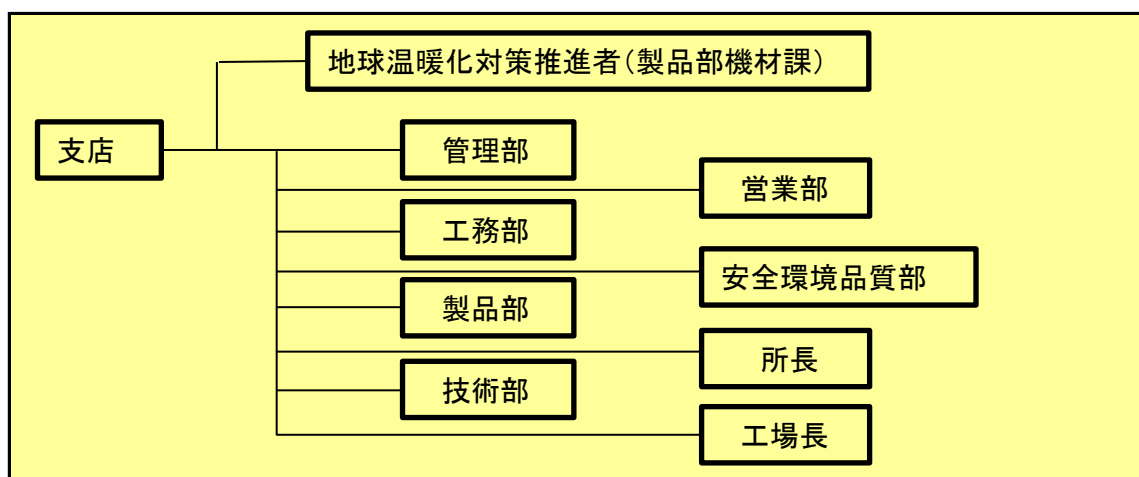 地球温暖化対策推進者(製品部機材課)
支店
管理部
営業部
工務部
安全環境品質部
製品部
所長
技術部
工場長